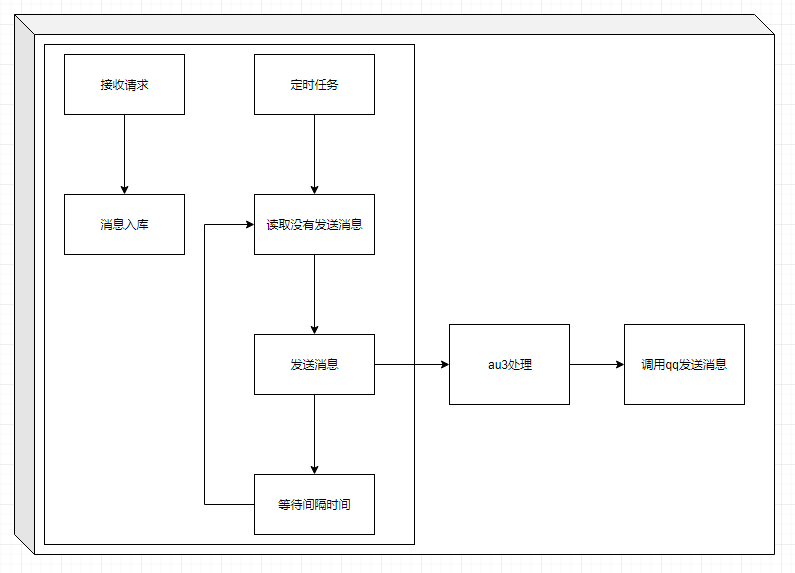 接收请求
定时任务
消息入库
读取没有发送消息
发送消息
au3处理
调用qq发送消息
等待间隔时间